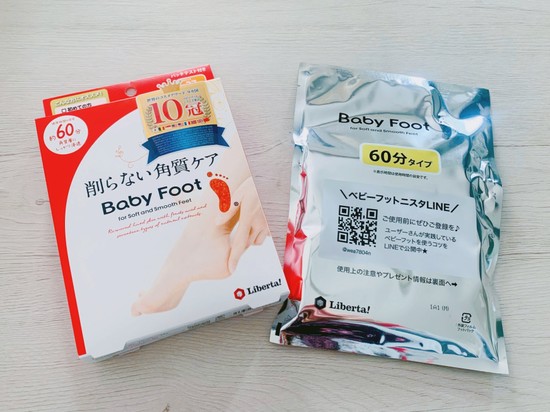 約60分
10冠
削らない角質ケア
Baby Foot
for Soft and Smooth Feet
Liberta!
Baby Foot
for Soft and Smooth Feet
60分タイプ
\ベビーフットニスタLINE/
ご使用前にぜひご登録を♪
ユーザーさんが実践している
ベビーフットを使うコツを
LINEで公開中★
使用上の注意やプレゼント情報は裏面へ➡
Liberta!